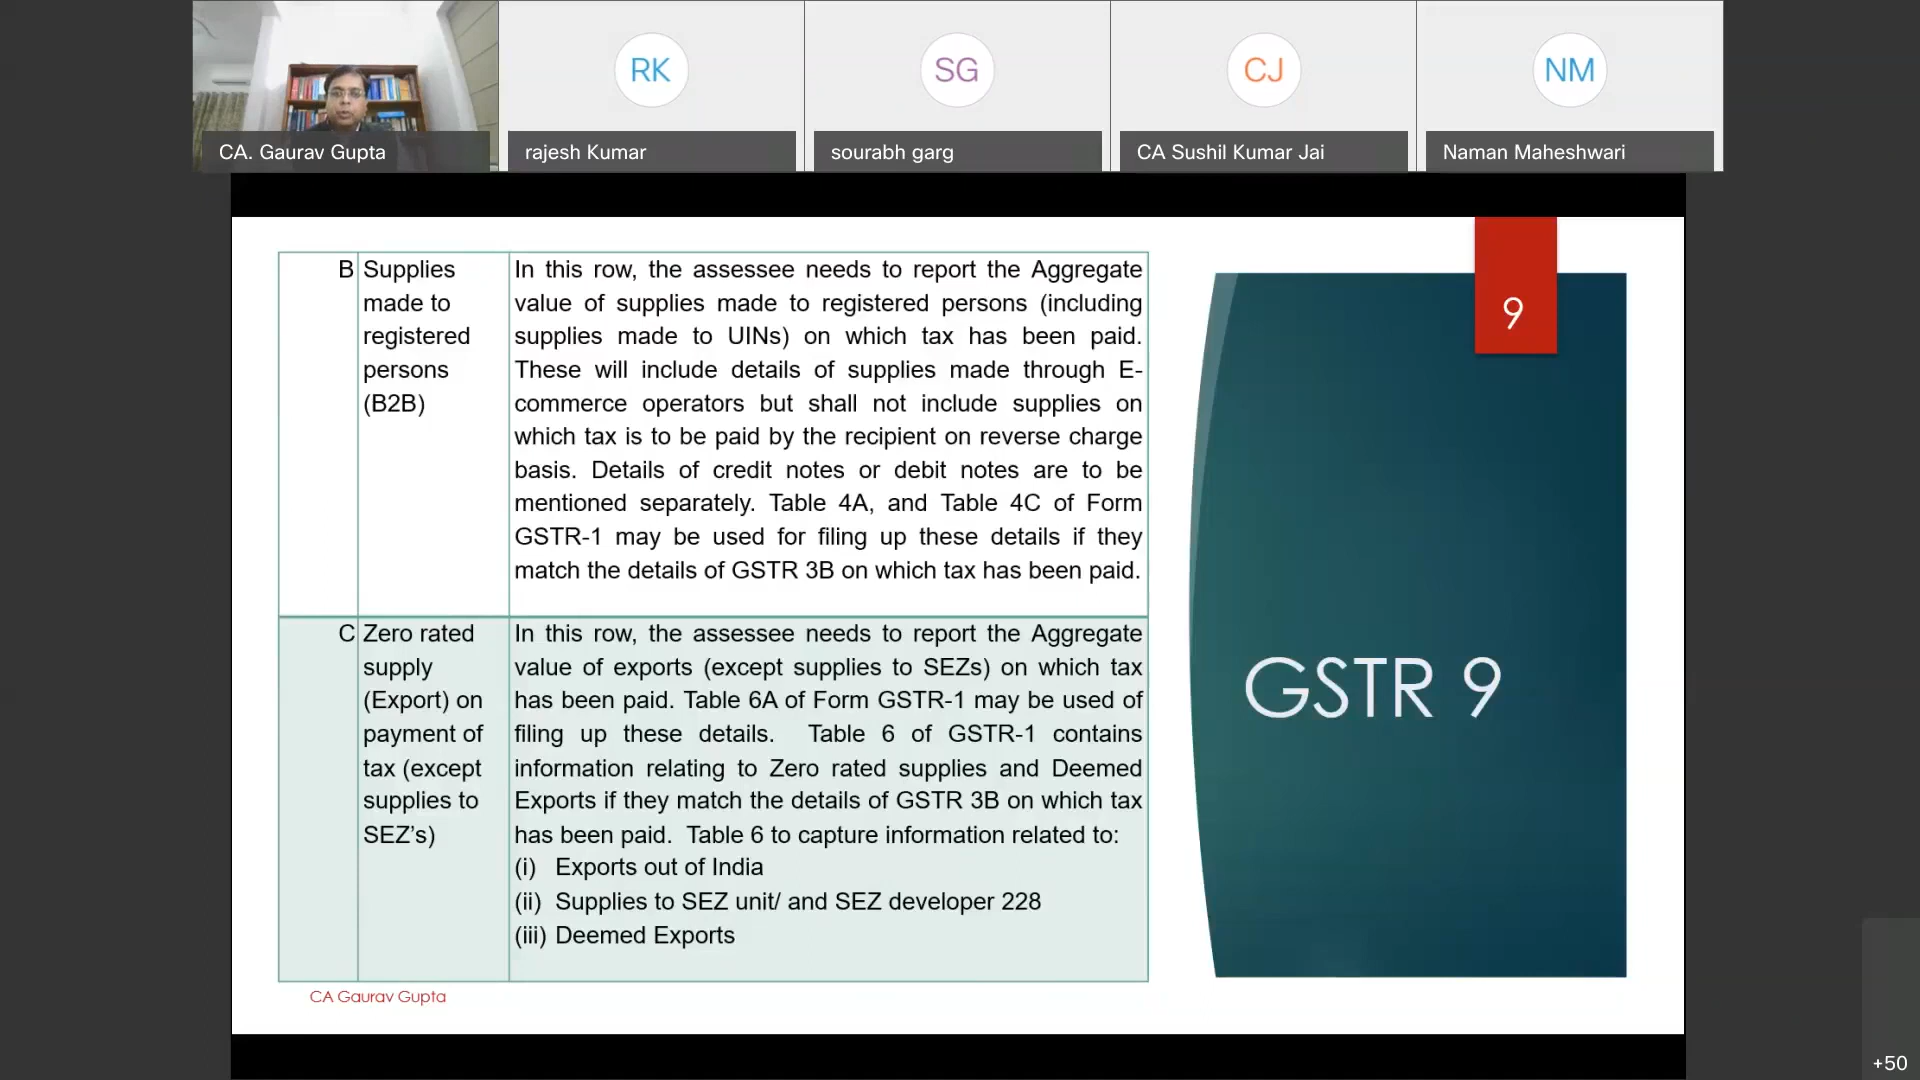 RK
SG
CJ
NM
CA. Gaurav Gupta
rajesh Kumar
sourabh garg
CA Sushil Kumar Jai
Naman Maheshwari
B
Supplies
made to
registered
persons
(B2B)
In this row, the assessee needs to report the Aggregate
value of supplies made to registered persons (including
supplies made to UINs) on which tax has been paid.
These will include details of supplies made through E-
commerce operators but shall not include supplies on
which tax is to be paid by the recipient on reverse charge
basis. Details of credit notes or debit notes are to be
mentioned separately. Table 4A, and Table 4C of Form
GSTR-1 may be used for filing up these details if they
match the details of GSTR 3B on which tax has been paid.
C
Zero rated
supply
(Export) on
payment of
tax (except
supplies to
SEZ’s)
In this row, the assessee needs to report the Aggregate
value of exports (except supplies to SEZs) on which tax
has been paid. Table 6A of Form GSTR-1 may be used of
filing up these details. Table 6 of GSTR-1 contains
information relating to Zero rated supplies and Deemed
Exports if they match the details of GSTR 3B on which tax
has been paid. Table 6 to capture information related to:
(i) Exports out of India
(ii) Supplies to SEZ unit/ and SEZ developer 228
(iii) Deemed Exports
9
GSTR 9
CA Gaurav Gupta
+50